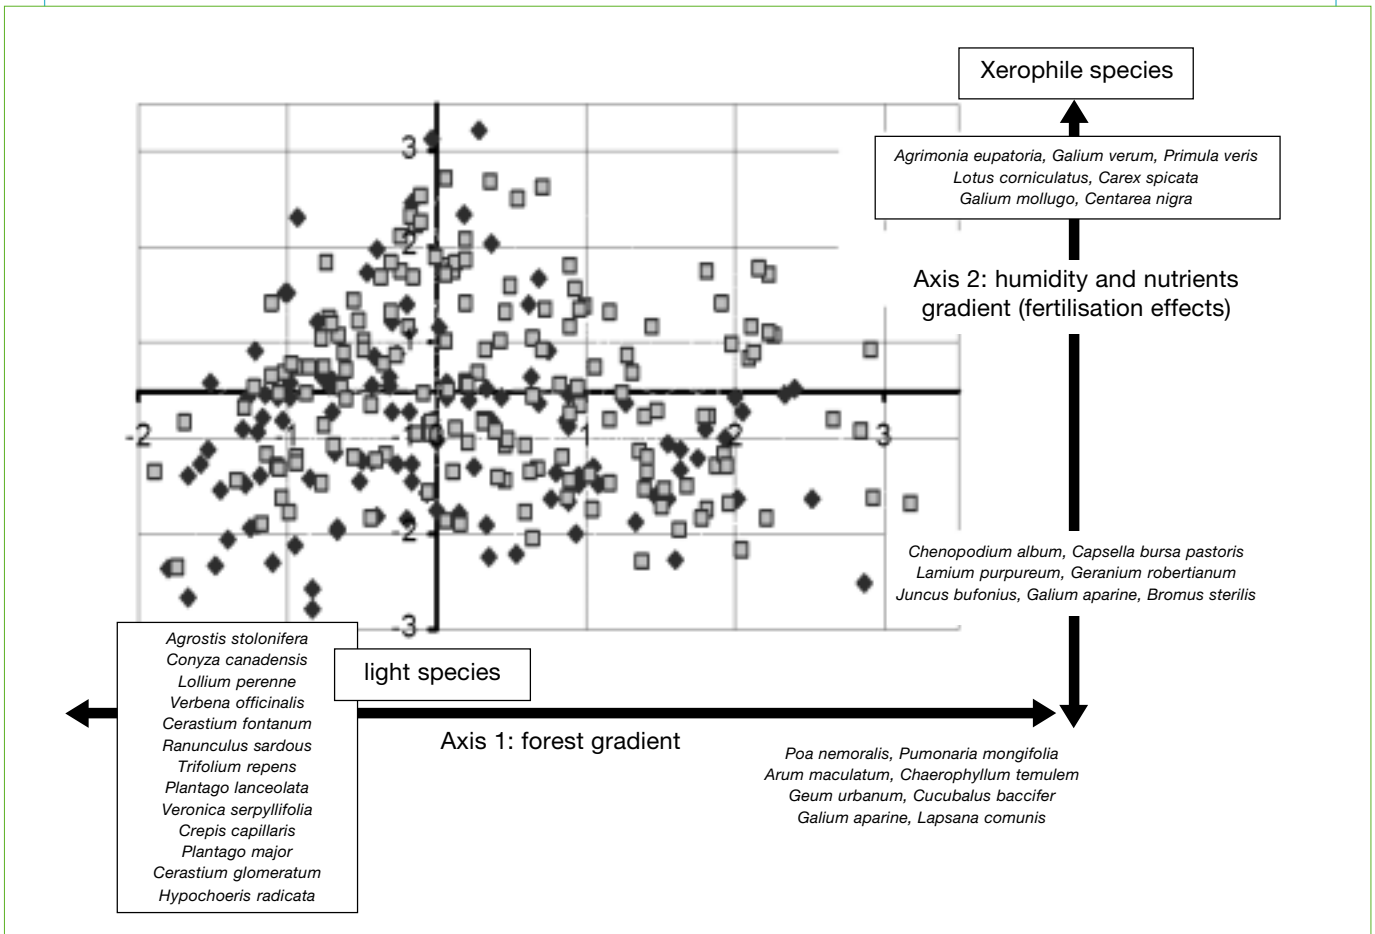 Xerophile species
Agrimonia eupatoria, Galium verum, Primula veris
Lotus corniculatus, Carex spicata
Galium mollugo, Centarea nigra
3
2
Axis 2: humidity and nutrients
gradient (fertilisation effects)
1
-2
-1
-1
1
2
3
-2
Chenopodium album, Capsella bursa pastoris
Lamium purpureum, Geranium robertianum
Juncus bufonius, Galium aparine, Bromus sterilis
-3
Agrostis stolonifera
Conyza canadensis
Lollium perenne
Verbena officinalis
Cerastium fontanum
Ranunculus sardous
Trifolium repens
Plantago lanceolata
Veronica serpyllifolia
Crepis capillaris
Plantago major
Cerastium glomeratum
Hypochoeris radicata
light species
Axis 1: forest gradient
Poa nemoralis, Pumonaria mongifolia
Arum maculatum, Chaerophyllum temulem
Geum urbanum, Cucubalus baccifer
Galium aparine, Lapsana comunis